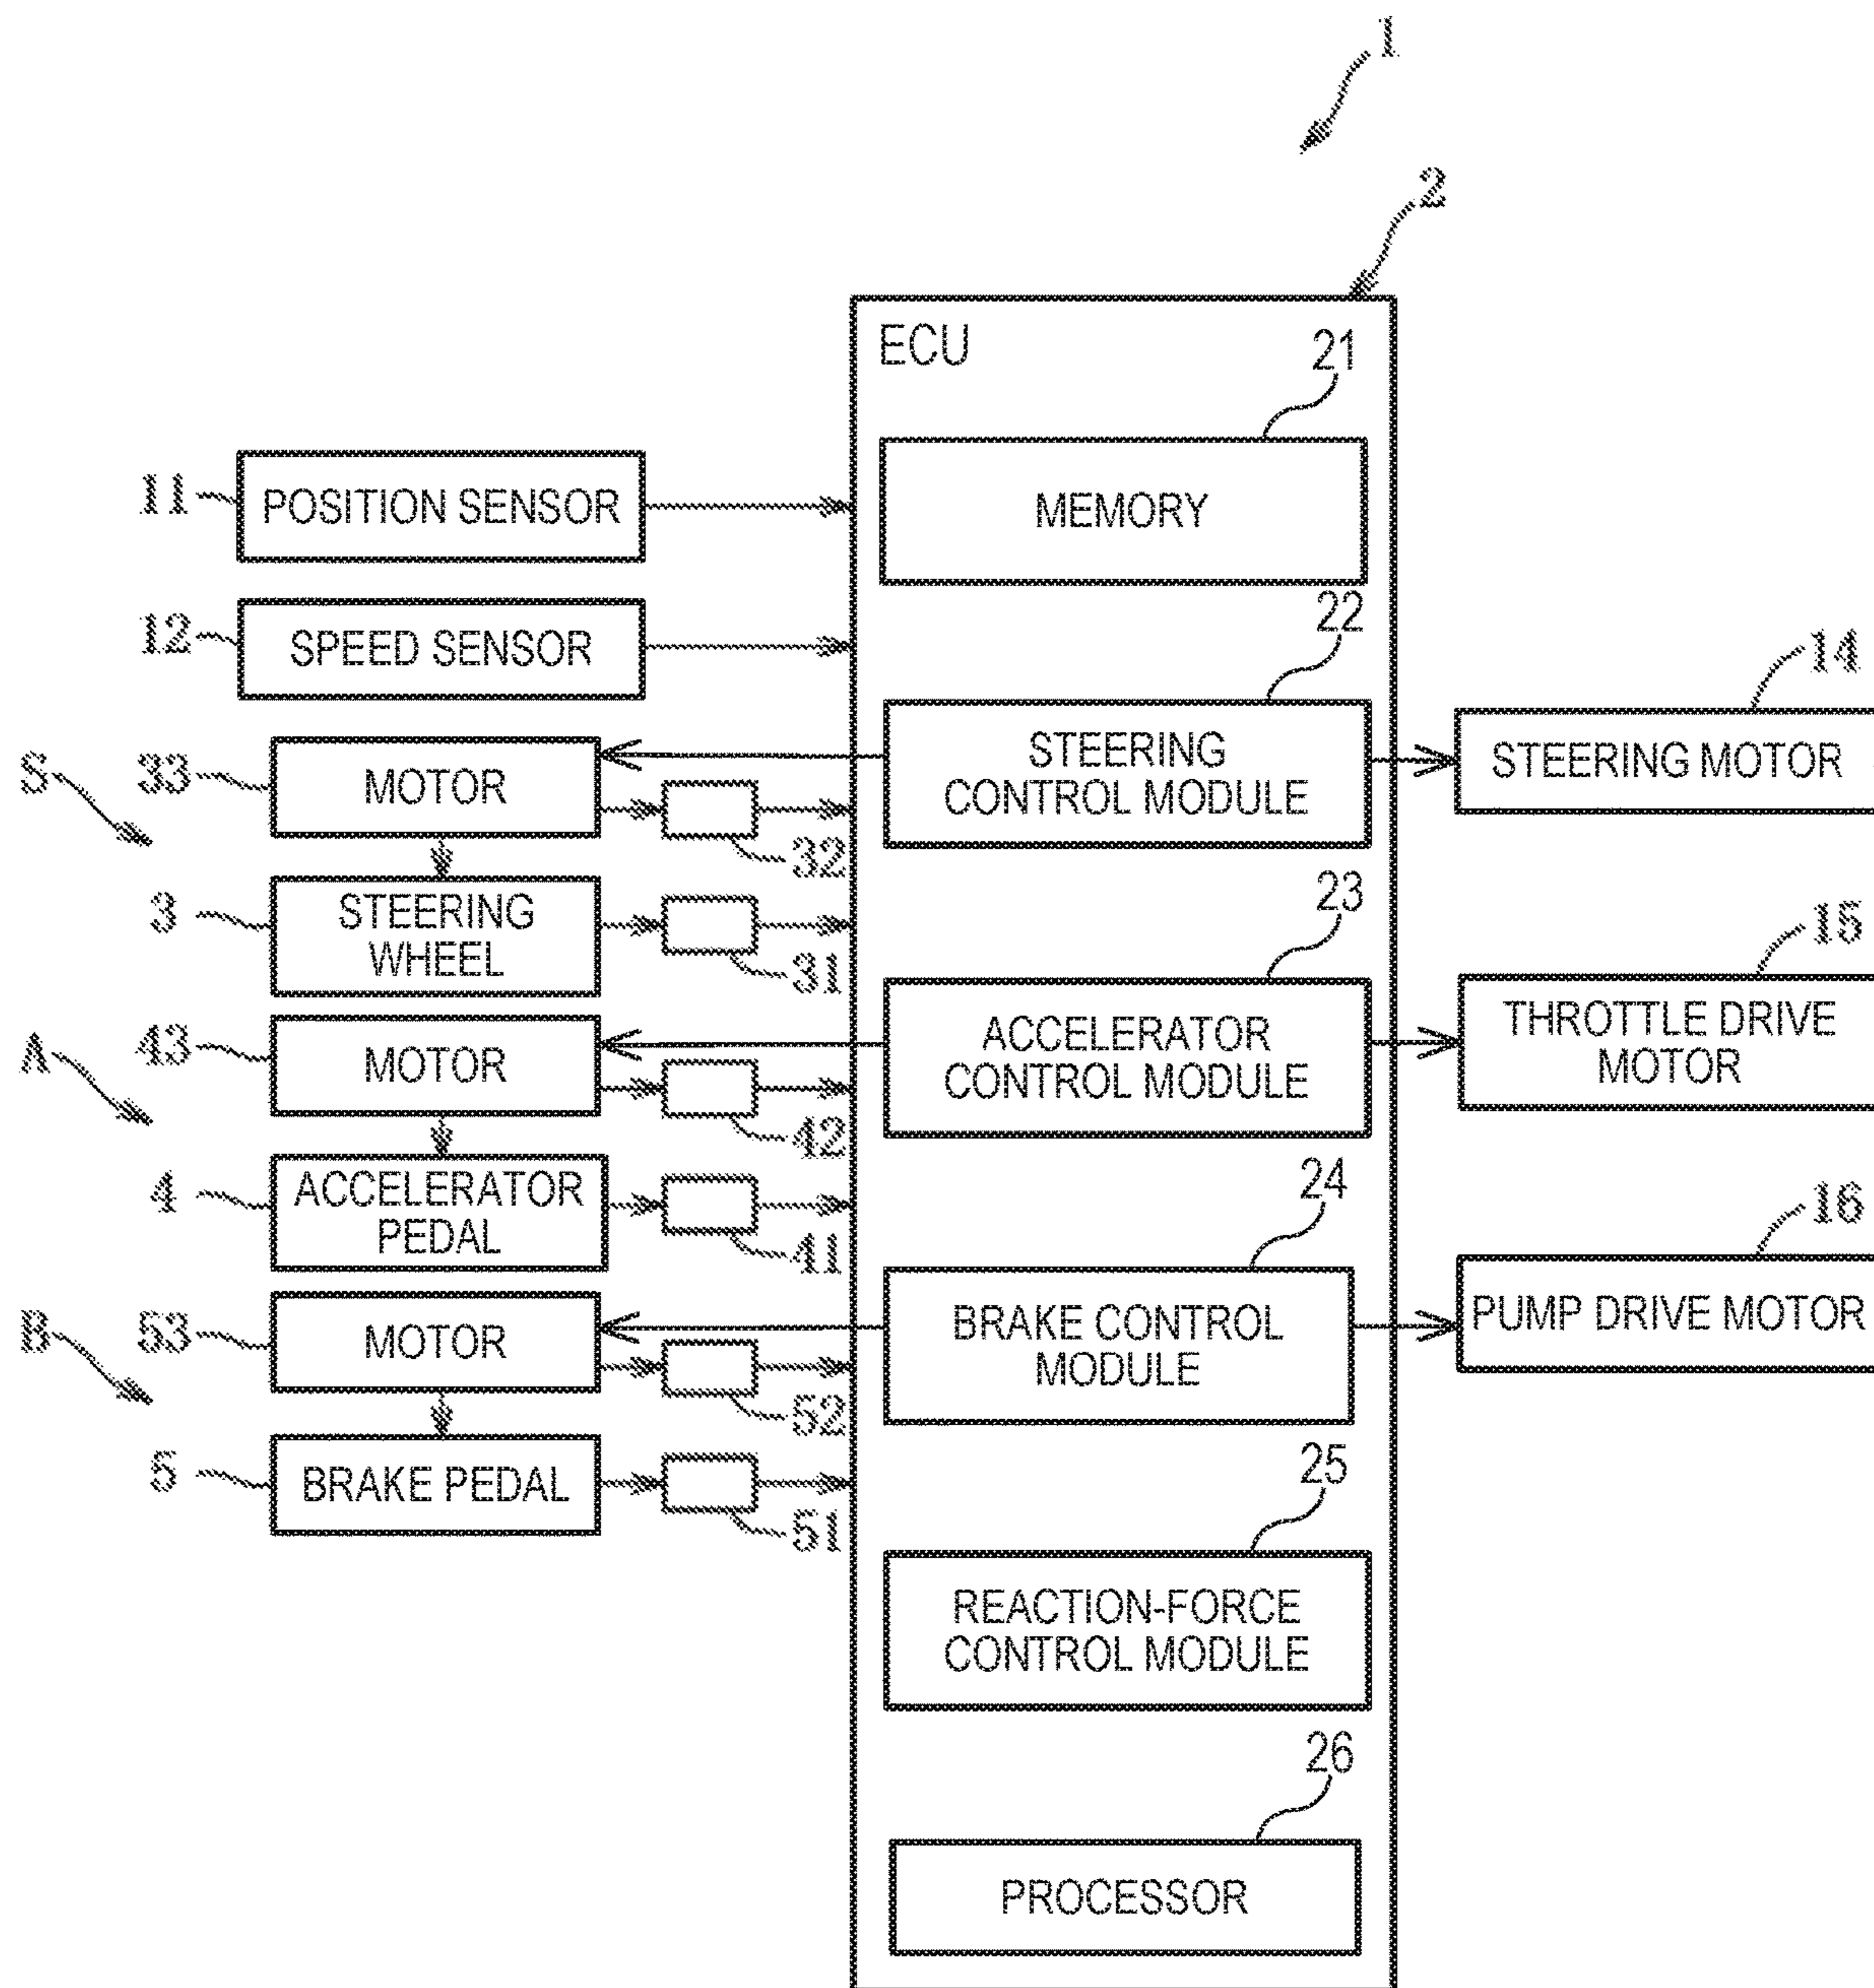 1
2
ECU
21
MEMORY
11
POSITION SENSOR
12
SPEED SENSOR
22
STEERING
CONTROL MODULE
14
STEERING MOTOR
S
33
MOTOR
32
3
STEERING
WHEEL
31
23
ACCELERATOR
CONTROL MODULE
15
THROTTLE DRIVE
MOTOR
A
43
MOTOR
42
4
ACCELERATOR
PEDAL
41
24
BRAKE CONTROL
MODULE
16
PUMP DRIVE MOTOR
B
53
MOTOR
52
5
BRAKE PEDAL
51
25
REACTION-FORCE
CONTROL MODULE
26
PROCESSOR